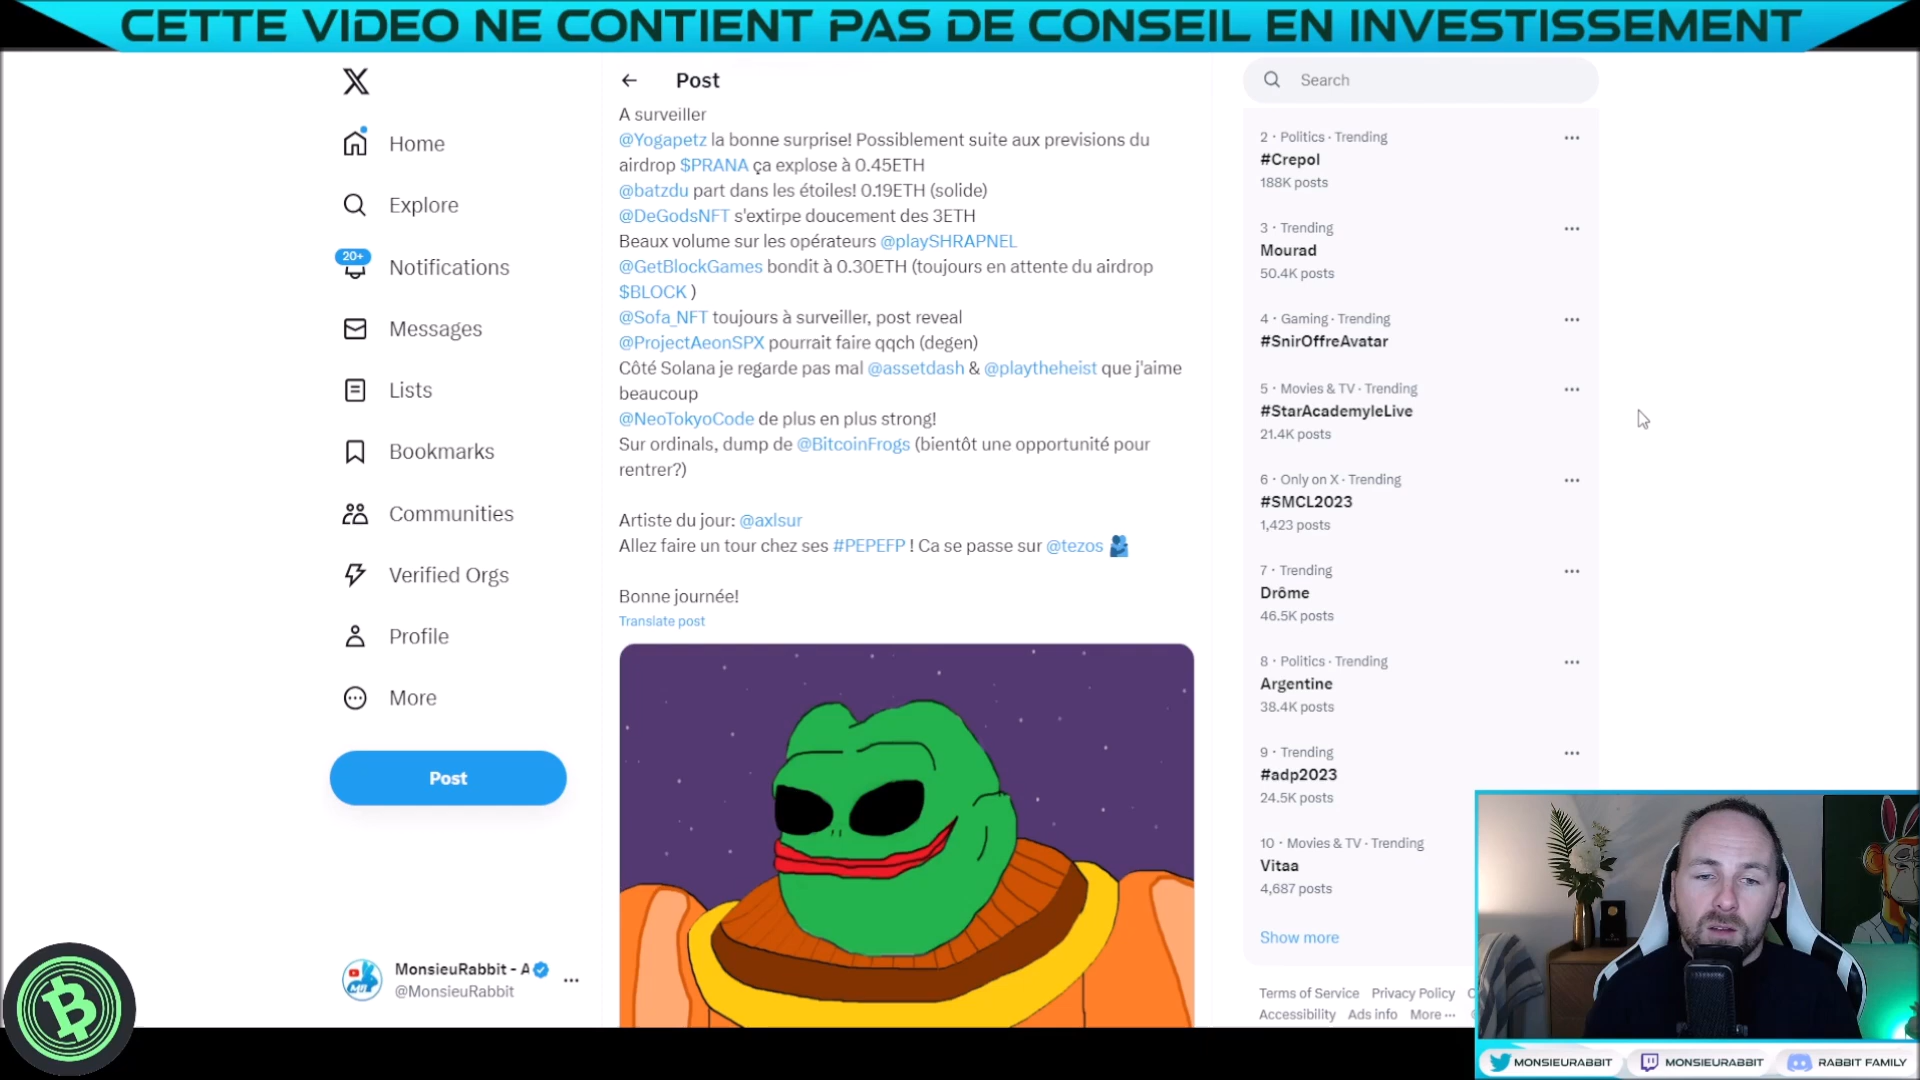 CETTE VIDEO NE CONTIENT PAS DE CONSEIL EN INVESTISSEMENT
Home
Explore
20+
Notifications
Messages
Lists
Bookmarks
Communities
Verified Orgs
Profile
More
Post
MonsieuRabbit - A
@MonsieuRabbit
Post
A surveiller
@Yogapetz la bonne surprise! Possiblement suite aux previsions du
airdrop $PRANA ça explose à 0.45ETH
@batzdu part dans les étoiles! 0.19ETH (solide)
@DeGodsNFT s'extirpe doucement des 3ETH
Beaux volume sur les opérateurs @playSHRAPNEL
@GetBlockGames bondit à 0.30ETH (toujours en attente du airdrop
$BLOCK )
@Sofa_NFT toujours à surveiller, post reveal
@ProjectAeonSPX pourrait faire qqch (degen)
Côté Solana je regarde pas mal @assetdash & @playtheheist que j'aime
beaucoup
@NeoTokyoCode de plus en plus strong!
Sur ordinals, dump de @BitcoinFrogs (bientôt une opportunité pour
rentrer?)
Artiste du jour: @axlsur
Allez faire un tour chez ses #PEPEFP ! Ca se passe sur @tezos
Bonne journée!
Translate post
Search
2 · Politics · Trending
#Crepol
188K posts
3 · Trending
Mourad
50.4K posts
4 · Gaming · Trending
#SnirOffreAvatar
5 · Movies & TV · Trending
#StarAcademyleLive
21.4K posts
6 · Only on X · Trending
#SMCL2023
1,423 posts
7 · Trending
Drôme
46.5K posts
8 · Politics · Trending
Argentine
38.4K posts
9 · Trending
#adp2023
24.5K posts
10 · Movies & TV · Trending
Vitaa
4,687 posts
Show more
Terms of Service Privacy Policy C
Accessibility Ads info More ...
MONSIEURABBIT MONSIEURABBIT RABBIT FAMILY